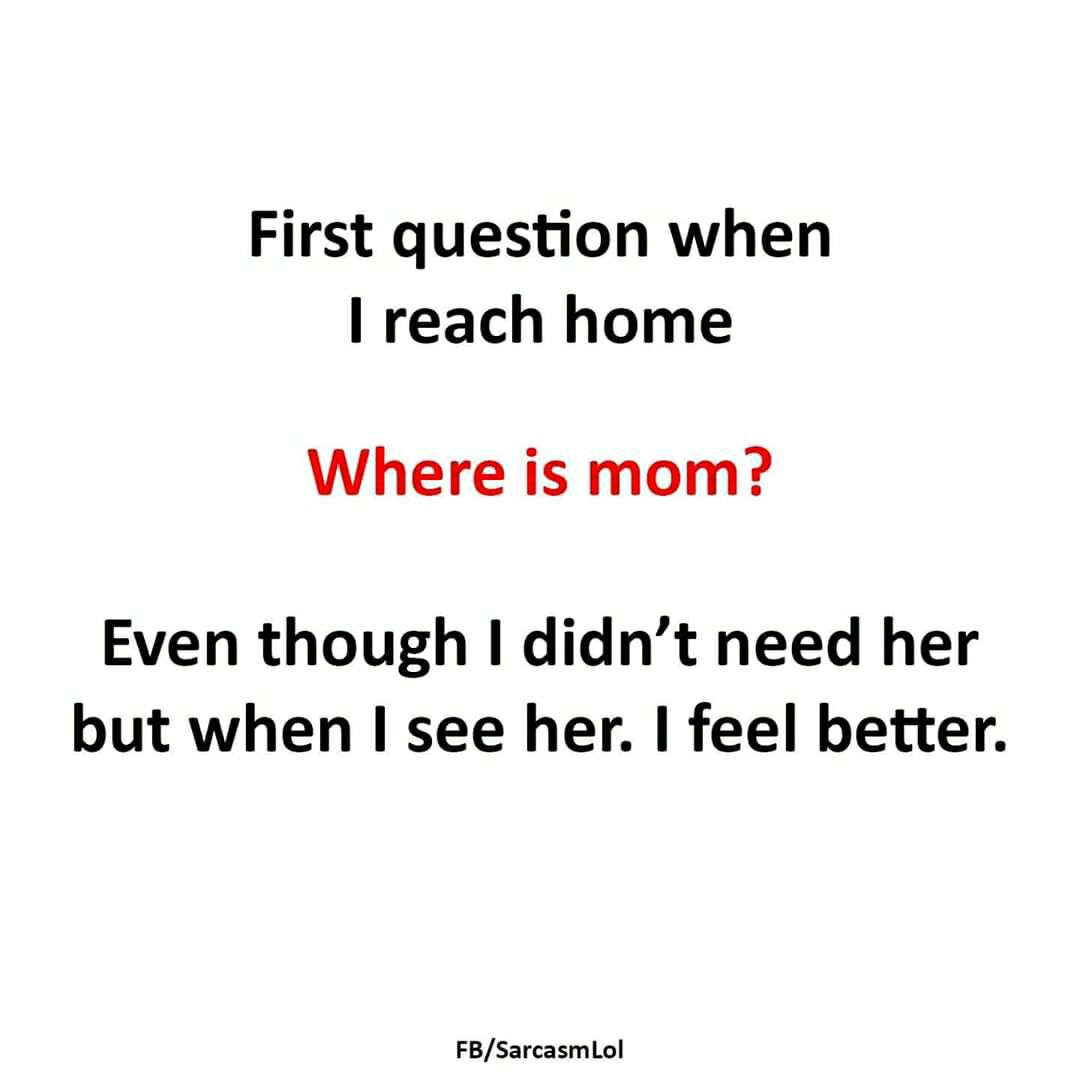 First question when
I reach home
Where is mom?
Even though I didn’t need her
but when I see her. I feel better.
FB/SarcasmLol